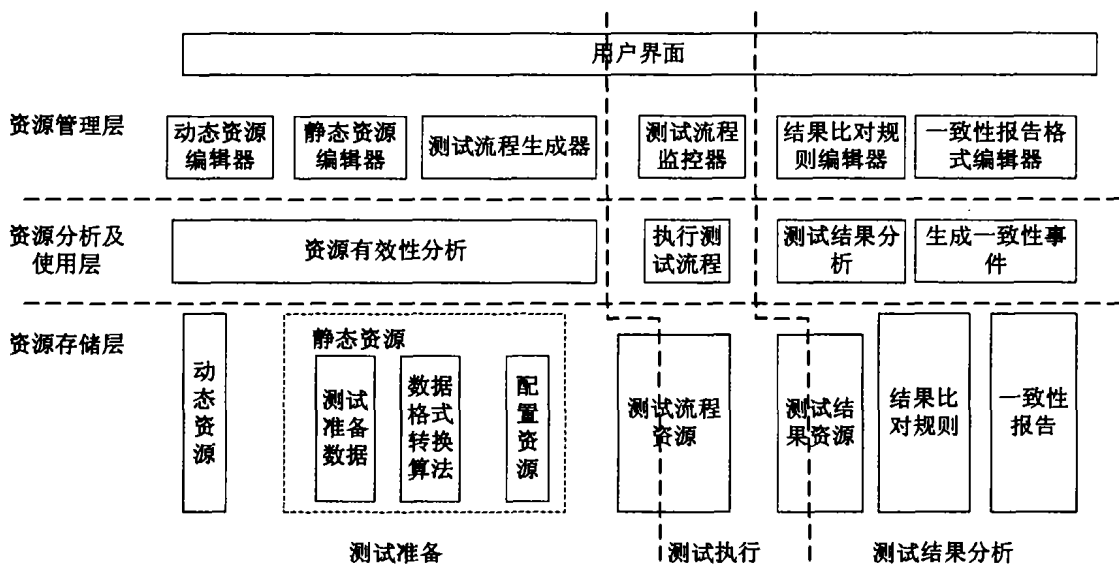 用户界面
资源管理层
动态资源
编辑器
静态资源
编辑器
测试流程生成器
测试流程
监控器
结果比对规
则编辑器
一致性报告格
式编辑器
资源分析及
使用层
资源有效性分析
执行测
试流程
测试结果分
析
生成一致性事
件
资源存储层
动
态
资
源
静态资源
测试
准备
数据
数据
格式
转换
算法
配
置
资
源
测试流程
资源
测试结
果资源
结果比
对规则
一致性
报告
测试准备
测试执行
测试结果分析